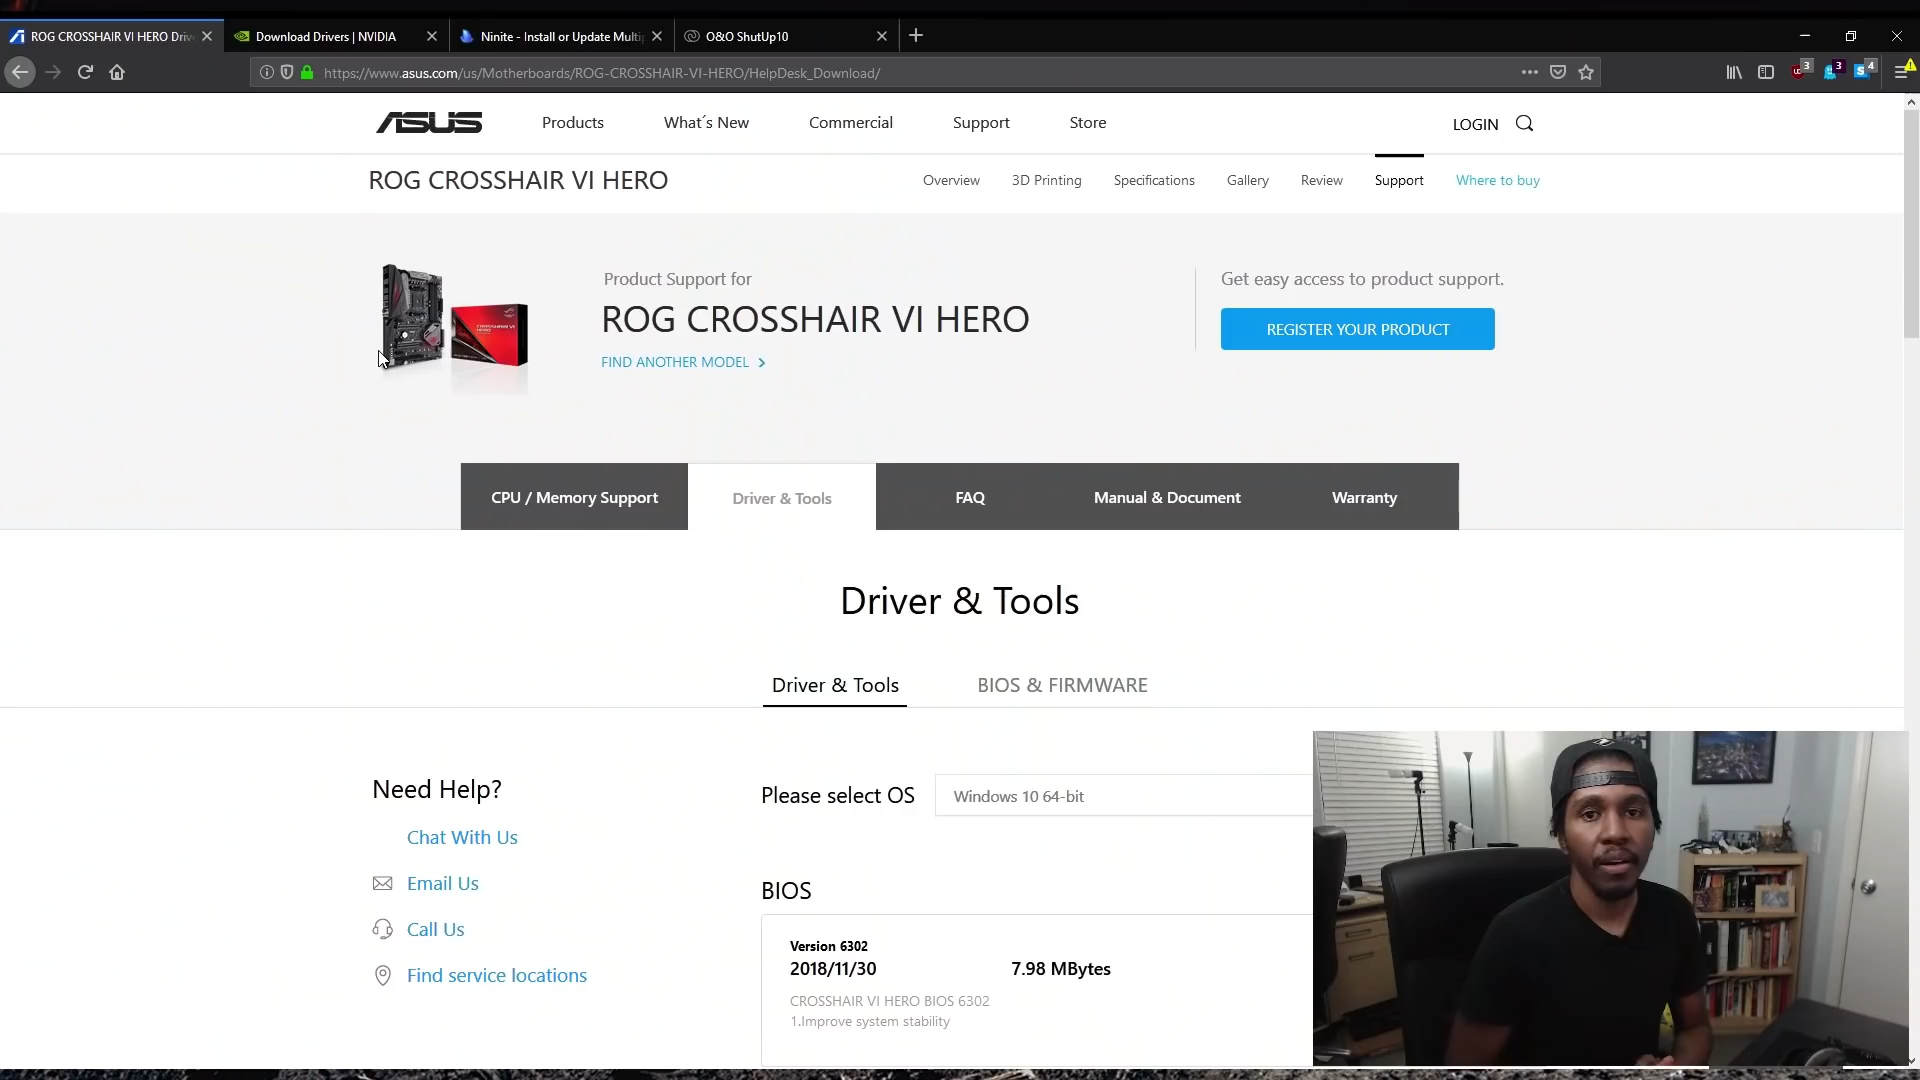 ROG CROSSHAIR VI HERO Driv
Download Drivers | NVIDIA
Ninite - Install or Update Multip
O&O ShutUp10
https://www.asus.com/us/Motherboards/ROG-CROSSHAIR-VI-HERO/HelpDesk_Download/
3
3
4
ASUS
Products
What´s New
Commercial
Support
Store
LOGIN
ROG CROSSHAIR VI HERO
Overview
3D Printing
Specifications
Gallery
Review
Support
Where to buy
Product Support for
ROG CROSSHAIR VI HERO
FIND ANOTHER MODEL
Get easy access to product support.
REGISTER YOUR PRODUCT
CPU / Memory Support
Driver & Tools
FAQ
Manual & Document
Warranty
Driver & Tools
Driver & Tools
BIOS & FIRMWARE
Need Help?
Chat With Us
Email Us
Call Us
Find service locations
Please select OS
Windows 10 64-bit
BIOS
Version 6302
2018/11/30
7.98 MBytes
CROSSHAIR VI HERO BIOS 6302
1.Improve system stability